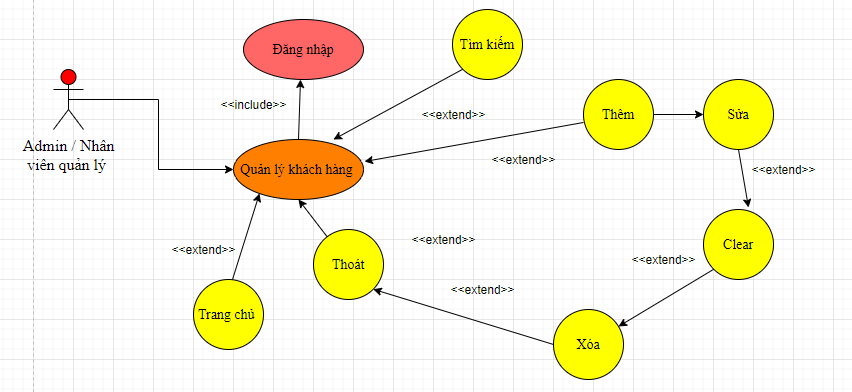 Đăng nhập
Tìm kiếm
<<include>>
<<extend>>
Thêm
Sửa
Admin / Nhân
viên quản lý
Quản lý khách hàng
<<extend>>
<<extend>>
<<extend>>
<<extend>>
Clear
Thoát
<<extend>>
<<extend>>
Trang chủ
Xóa